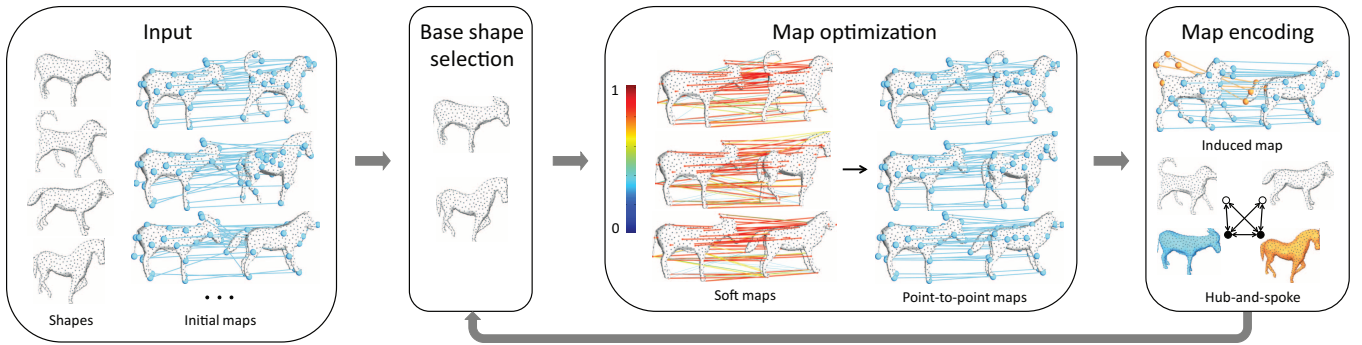 Input
Shapes
Initial maps
. . .
Base shape
selection
Map optimization
1
0
Soft maps
Point-to-point maps
Map encoding
Induced map
Hub-and-spoke